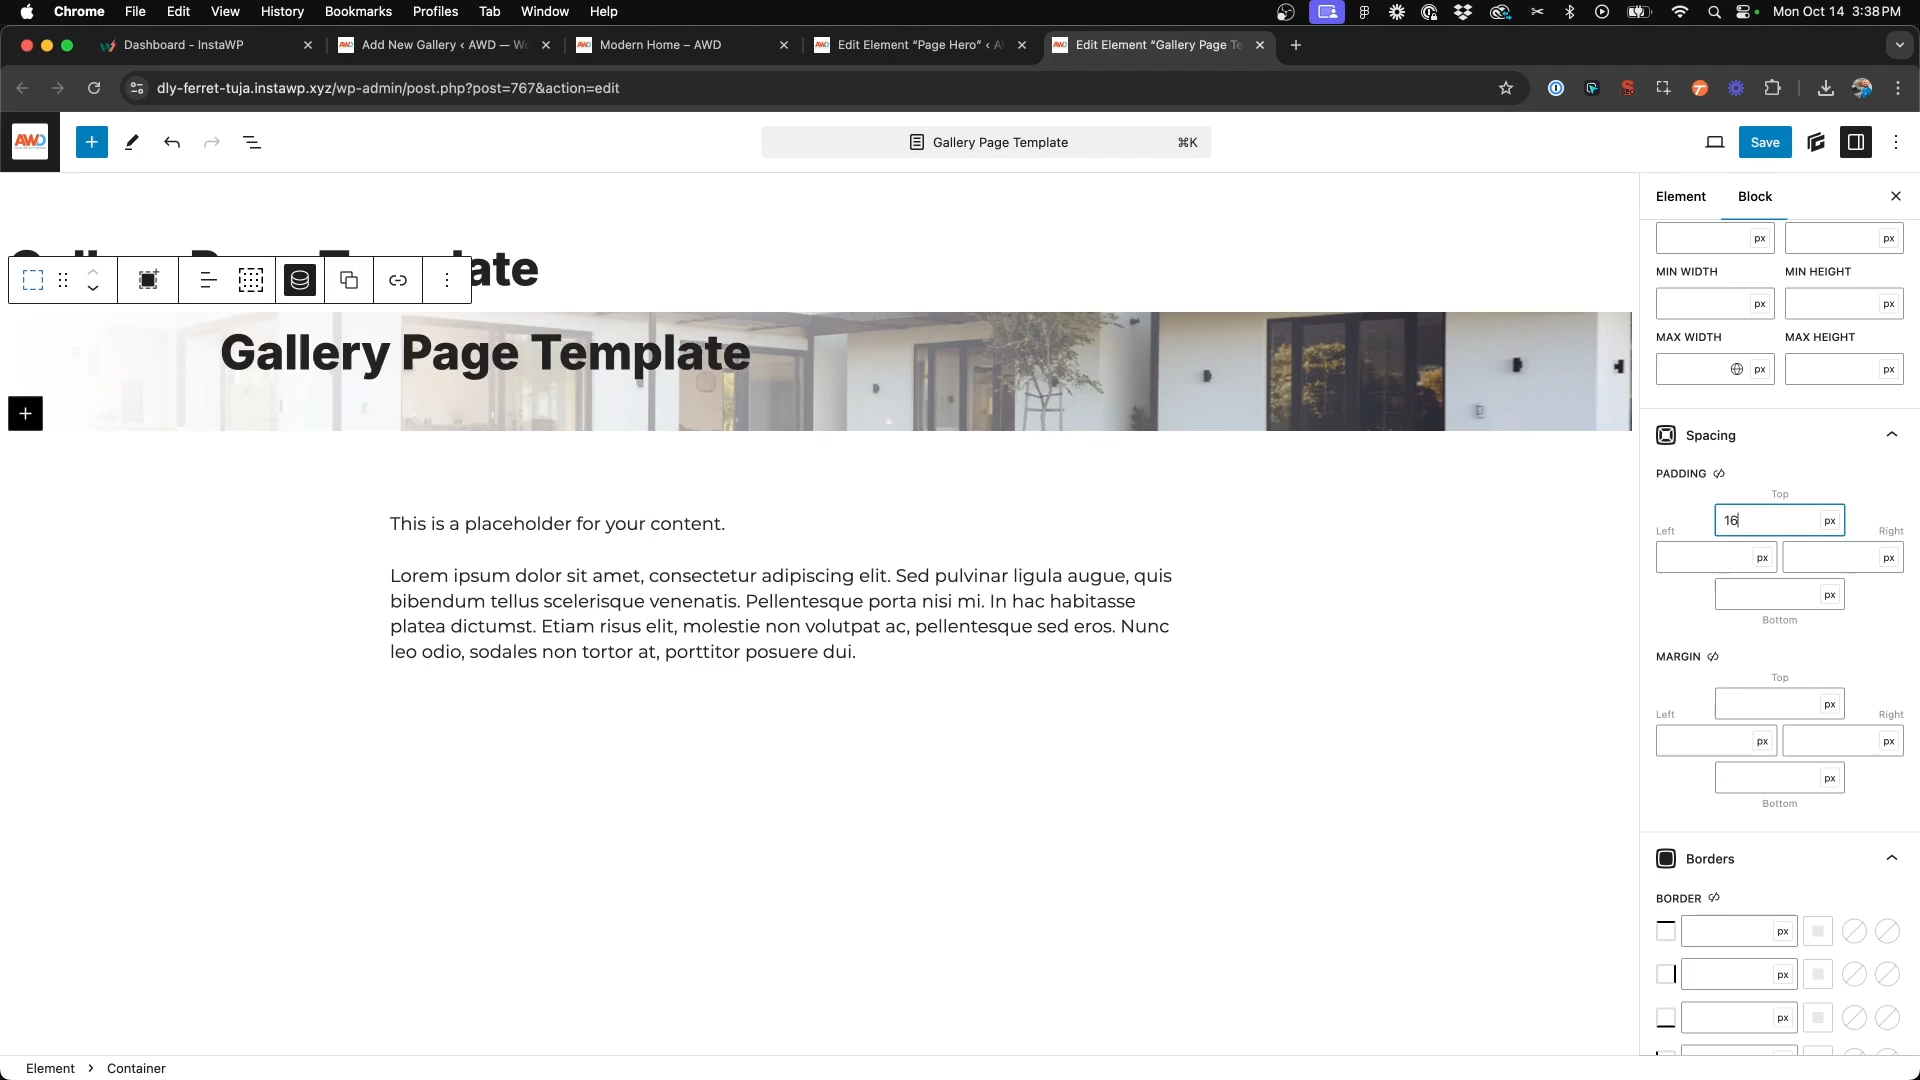 Chrome File Edit View History Bookmarks Profiles Tab Window Help Mon Oct 14 3:38 PM
Dashboard - InstaWP
Add New Gallery ‹ AWD — Wo
Modern Home – AWD
Edit Element “Page Hero” ‹ A
Edit Element “Gallery Page Te
dly-ferret-tuja.instawp.xyz/wp-admin/post.php?post=767&action=edit
AWD
Gallery Page Template
⌘K
Save
Element Block
px px
MIN WIDTH MIN HEIGHT
px px
MAX WIDTH MAX HEIGHT
px px
Spacing
PADDING
Top
16 px
Left Right
px px
px
Bottom
MARGIN
Top
px
Left Right
px px
px
Bottom
Borders
BORDER
px
px
px
Gallery Page Template
This is a placeholder for your content.
Lorem ipsum dolor sit amet, consectetur adipiscing elit. Sed pulvinar ligula augue, quis
bibendum tellus scelerisque venenatis. Pellentesque porta nisi mi. In hac habitasse
platea dictumst. Etiam risus elit, molestie non volutpat ac, pellentesque sed eros. Nunc
leo odio, sodales non tortor at, porttitor posuere dui.
Element › Container